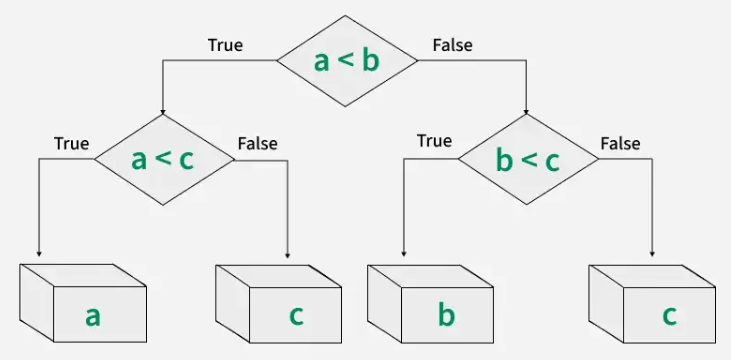 True
a < b
False
True
a < c
False
True
b < c
False
a
c
b
c